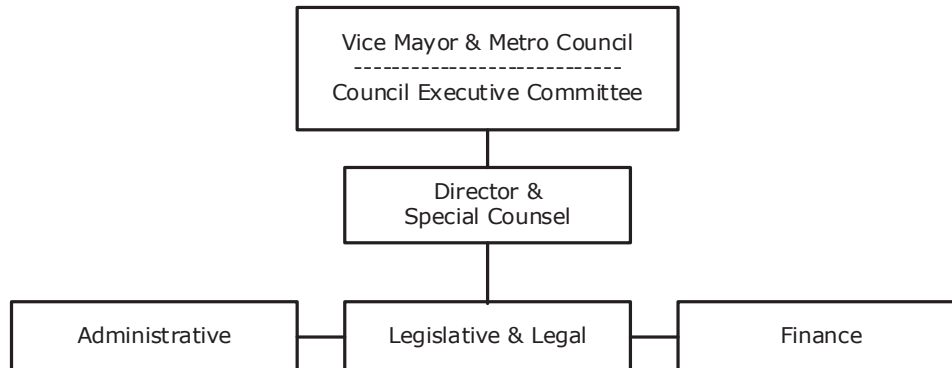 Vice Mayor & Metro Council
----------------------------
Council Executive Committee
Director &
Special Counsel
Administrative
Legislative & Legal
Finance